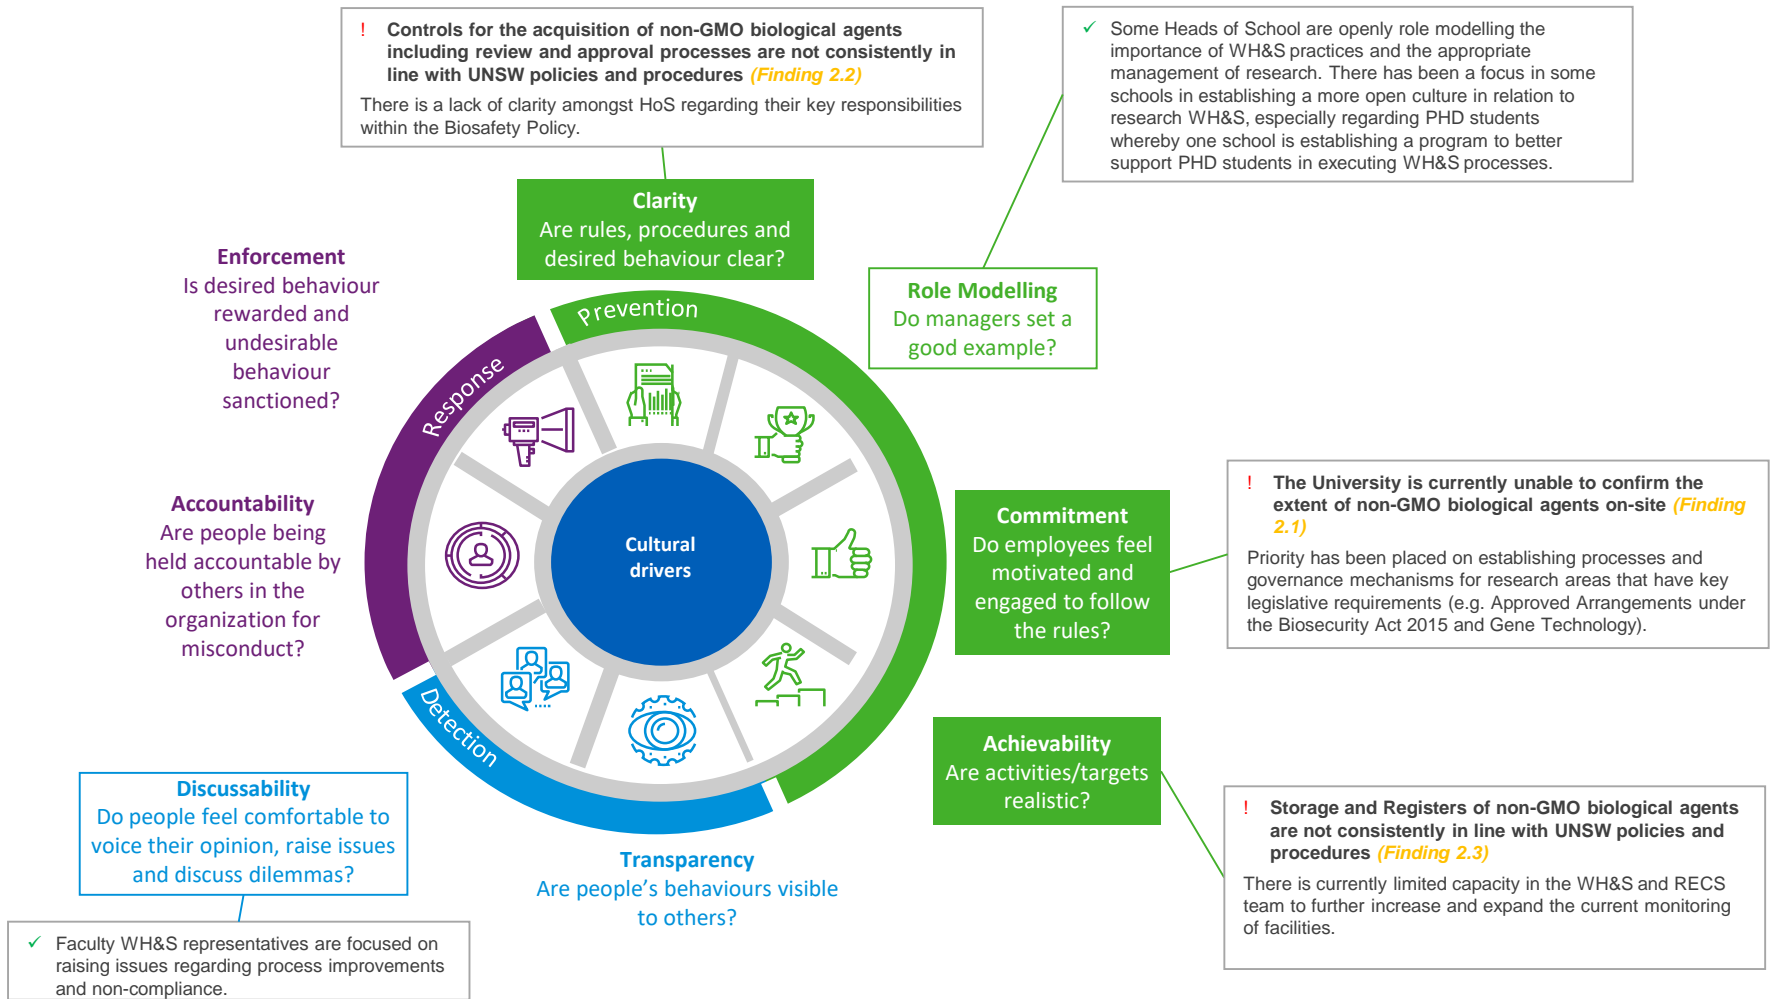 ! Controls for the acquisition of non-GMO biological agents
including review and approval processes are not consistently in
line with UNSW policies and procedures (Finding 2.2)
There is a lack of clarity amongst HoS regarding their key responsibilities
within the Biosafety Policy.
✓ Some Heads of School are openly role modelling the
importance of WH&S practices and the appropriate
management of research. There has been a focus in some
schools in establishing a more open culture in relation to
research WH&S, especially regarding PHD students
whereby one school is establishing a program to better
support PHD students in executing WH&S processes.
Clarity
Are rules, procedures and
desired behaviour clear?
Enforcement
Is desired behaviour
rewarded and
undesirable
behaviour
sanctioned?
Role Modelling
Do managers set a
good example?
Prevention
Response
Accountability
Are people being
held accountable by
others in the
organization for
misconduct?
Cultural
drivers
Commitment
Do employees feel
motivated and
engaged to follow
the rules?
! The University is currently unable to confirm the
extent of non-GMO biological agents on-site (Finding
2.1)
Priority has been placed on establishing processes and
governance mechanisms for research areas that have key
legislative requirements (e.g. Approved Arrangements under
the Biosecurity Act 2015 and Gene Technology).
Detection
Achievability
Are activities/targets
realistic?
Discussability
Do people feel comfortable to
voice their opinion, raise issues
and discuss dilemmas?
! Storage and Registers of non-GMO biological agents
are not consistently in line with UNSW policies and
procedures (Finding 2.3)
There is currently limited capacity in the WH&S and RECS
team to further increase and expand the current monitoring
of facilities.
Transparency
Are people's behaviours visible
to others?
✓ Faculty WH&S representatives are focused on
raising issues regarding process improvements
and non-compliance.